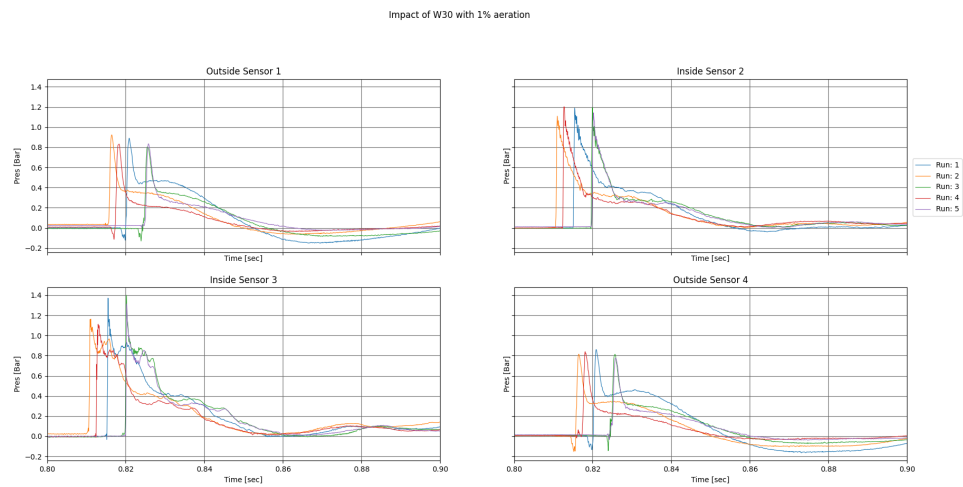 Impact of W30 with 1% aeration
Outside Sensor 1
Inside Sensor 2
1.4
1.2
1.0
0.8
0.6
0.4
0.2
0.0
−0.2
Pres [Bar]
Pres [Bar]
Time [sec]
Time [sec]
Run: 1
Run: 2
Run: 3
Run: 4
Run: 5
Inside Sensor 3
Outside Sensor 4
1.4
1.2
1.0
0.8
0.6
0.4
0.2
0.0
−0.2
Pres [Bar]
Pres [Bar]
0.80 0.82 0.84 0.86 0.88 0.90
0.80 0.82 0.84 0.86 0.88 0.90
Time [sec]
Time [sec]